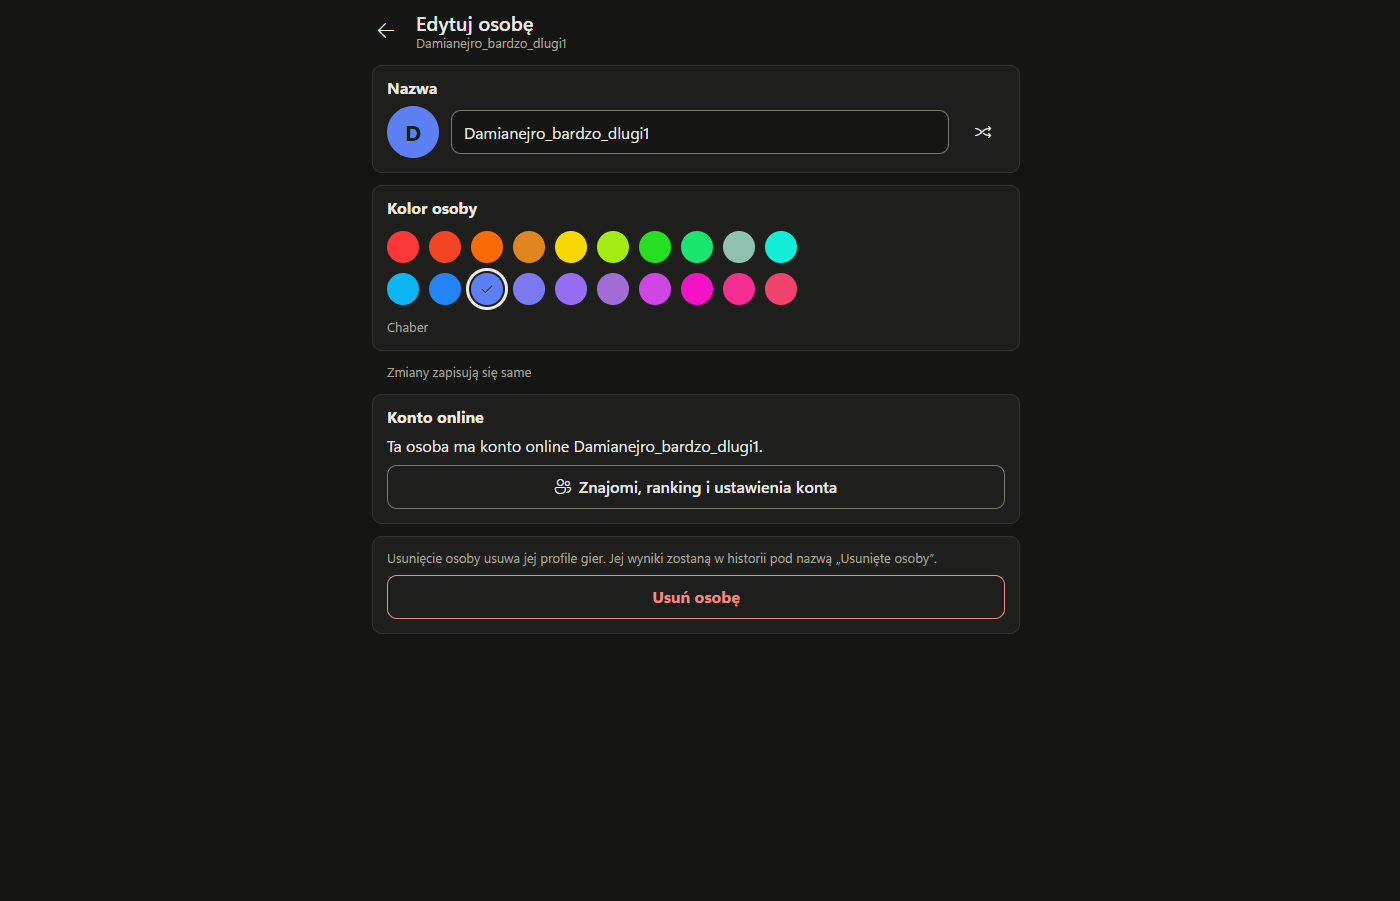 Edytuj osobę
Damianejro_bardzo_dlugi1
Nazwa
D
Damianejro_bardzo_dlugi1
Kolor osoby
Chaber
Zmiany zapisują się same
Konto online
Ta osoba ma konto online Damianejro_bardzo_dlugi1.
Znajomi, ranking i ustawienia konta
Usunięcie osoby usuwa jej profile gier. Jej wyniki zostaną w historii pod nazwą „Usunięte osoby”.
Usuń osobę